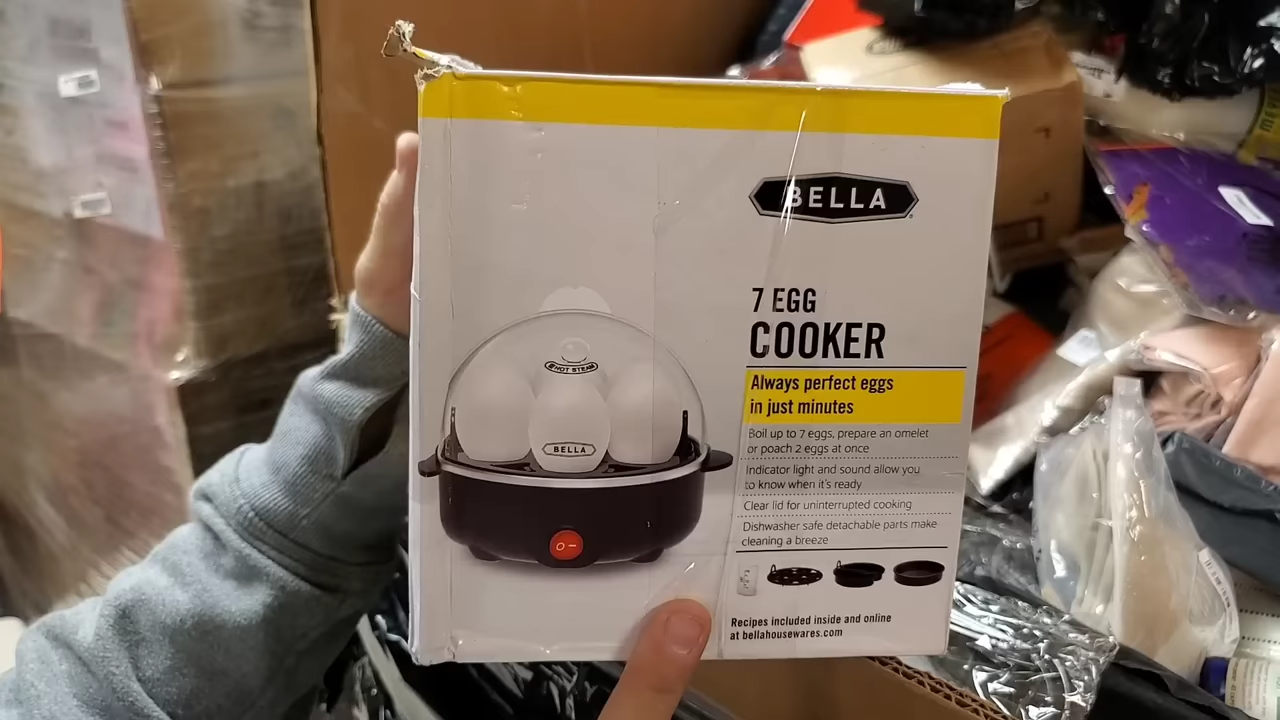 BELLA
7 EGG
COOKER
Always perfect eggs
in just minutes
Boil up to 7 eggs, prepare an omelet
or poach 2 eggs at once
Indicator light and sound allow you
to know when it's ready
Clear lid for uninterrupted cooking
Dishwasher safe detachable parts make
cleaning a breeze
Recipes included inside and online
at bellahousewares.com
HOT STEAM
BELLA